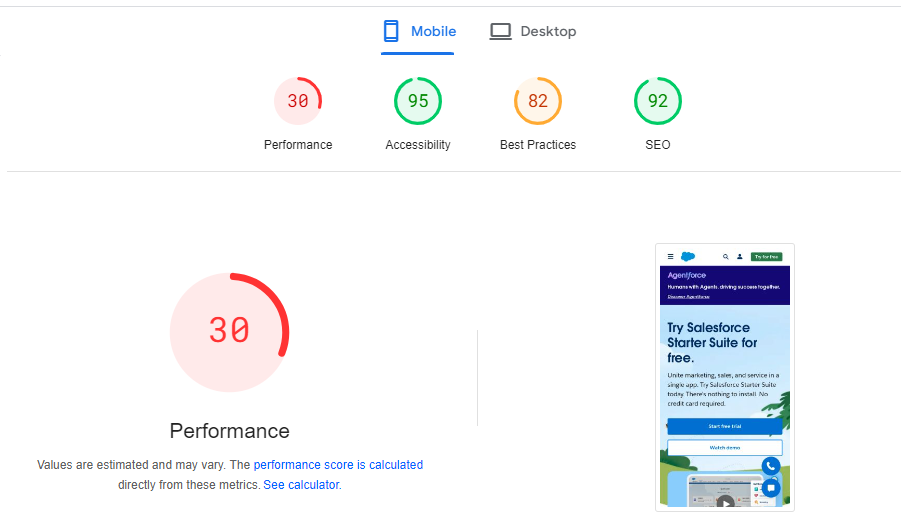 Mobile
Desktop
30
95
82
92
Performance
Accessibility
Best Practices
SEO
30
Performance
Values are estimated and may vary. The performance score is calculated
directly from these metrics. See calculator.
Try for free
Agentforce
Humans with Agents, driving success together.
Discover Agentforce
Try Salesforce
Starter Suite for
free.
Unite marketing, sales, and service in a
single app. Try Salesforce Starter Suite
today. There's nothing to install. No
credit card required.
Start free trial
Watch demo